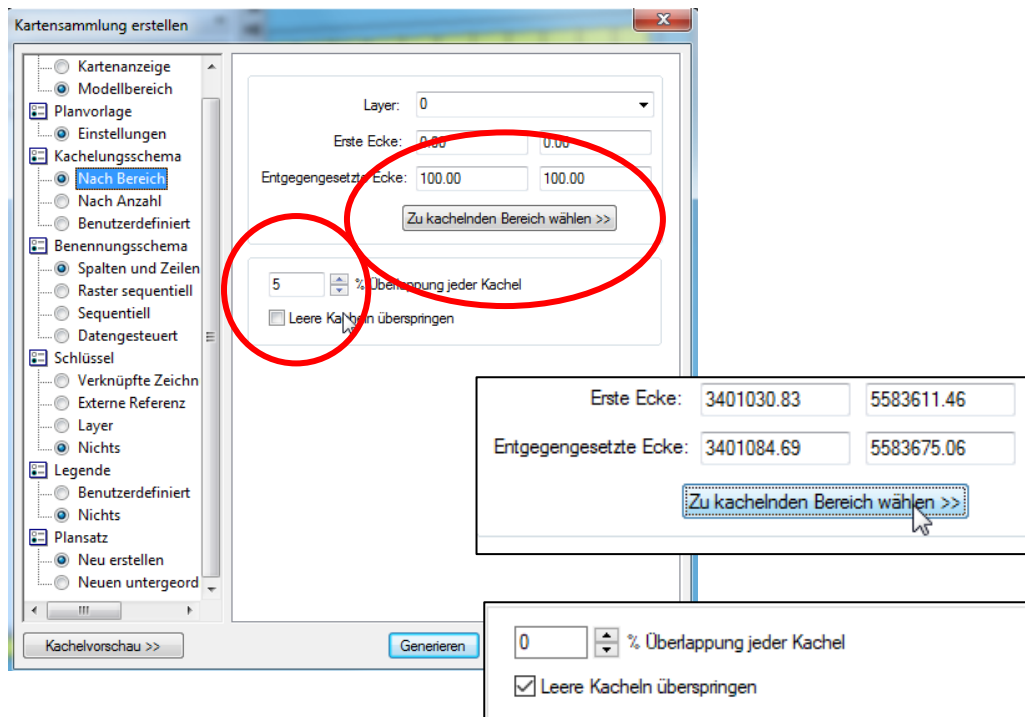 Kartensammlung erstellen
Kartenanzeige
Modellbereich
Planvorlage
Einstellungen
Kachelungsschema
Nach Bereich
Nach Anzahl
Benutzerdefiniert
Benennungsschema
Spalten und Zeilen
Raster sequentiell
Sequentiell
Datengesteuert
Schlüssel
Verknüpfte Zeichn
Externe Referenz
Layer
Nichts
Legende
Benutzerdefiniert
Nichts
Plansatz
Neu erstellen
Neuen untergeord
Kachelvorschau >>
Layer: 0
Erste Ecke: 0.00 0.00
Entgegengesetzte Ecke: 100.00 100.00
Zu kachelnden Bereich wählen >>
5 % Überlappung jeder Kachel
Leere Kacheln überspringen
Generieren
Erste Ecke: 3401030.83 5583611.46
Entgegengesetzte Ecke: 3401084.69 5583675.06
Zu kachelnden Bereich wählen >>
0 % Überlappung jeder Kachel
Leere Kacheln überspringen